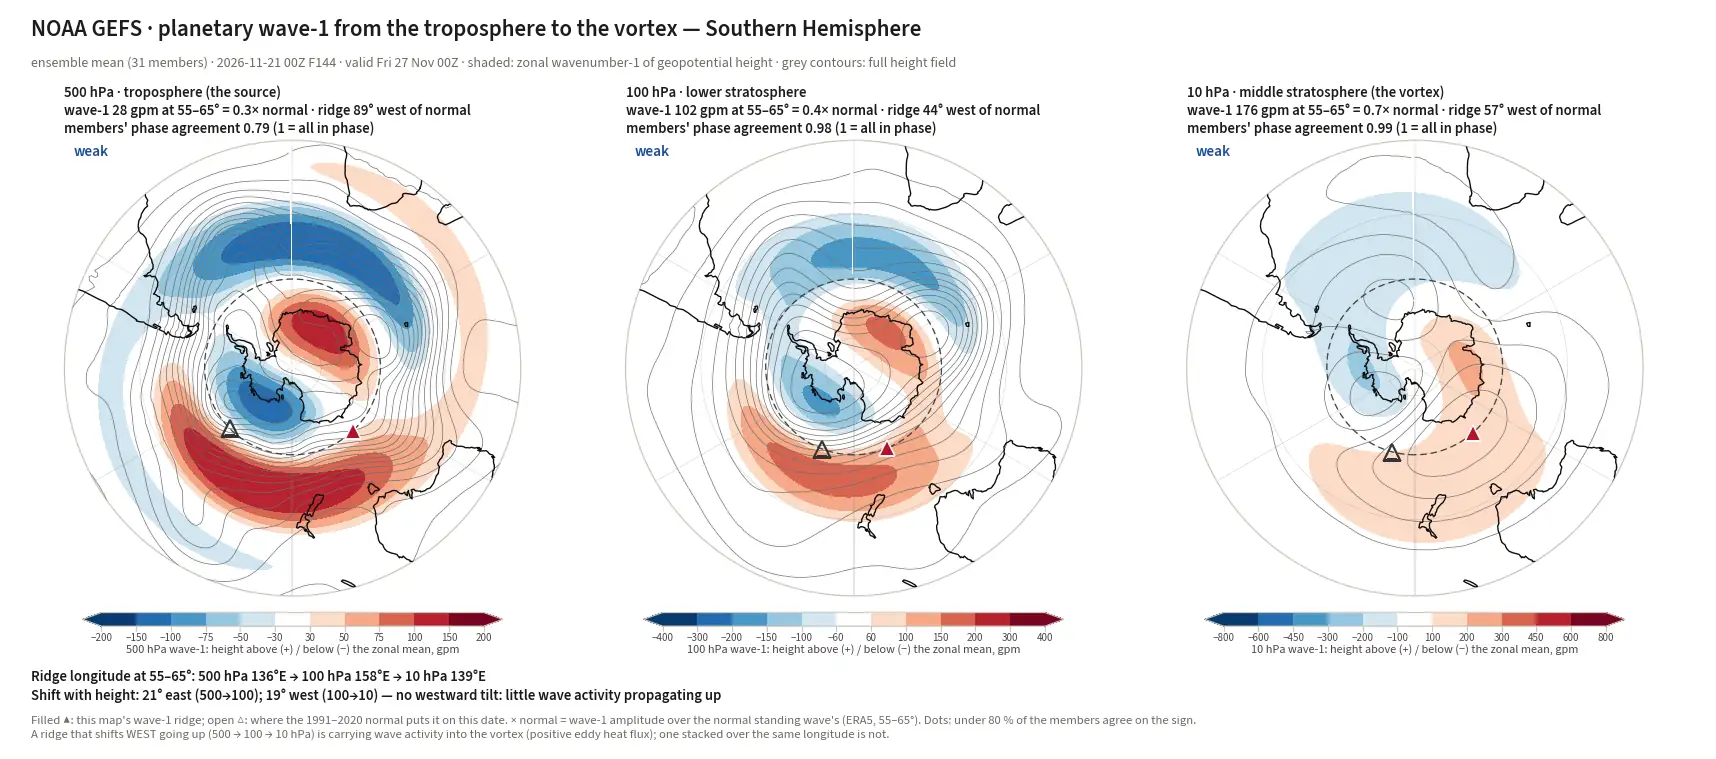 NOAA GEFS · planetary wave-1 from the troposphere to the vortex — Southern Hemisphere
ensemble mean (31 members) · 2026-11-21 00Z F144 · valid Fri 27 Nov 00Z · shaded: zonal wavenumber-1 of geopotential height · grey contours: full height field
500 hPa · troposphere (the source)
wave-1 28 gpm at 55–65° = 0.3× normal · ridge 89° west of normal
members' phase agreement 0.79 (1 = all in phase)
weak
100 hPa · lower stratosphere
wave-1 102 gpm at 55–65° = 0.4× normal · ridge 44° west of normal
members' phase agreement 0.98 (1 = all in phase)
weak
10 hPa · middle stratosphere (the vortex)
wave-1 176 gpm at 55–65° = 0.7× normal · ridge 57° west of normal
members' phase agreement 0.99 (1 = all in phase)
weak
−200 −150 −100 −75 −50 −30 30 50 75 100 150 200
500 hPa wave-1: height above (+) / below (−) the zonal mean, gpm
−400 −300 −200 −150 −100 −60 60 100 150 200 300 400
100 hPa wave-1: height above (+) / below (−) the zonal mean, gpm
−800 −600 −450 −300 −200 −100 100 200 300 450 600 800
10 hPa wave-1: height above (+) / below (−) the zonal mean, gpm
Ridge longitude at 55–65°: 500 hPa 136°E → 100 hPa 158°E → 10 hPa 139°E
Shift with height: 21° east (500→100); 19° west (100→10) — no westward tilt: little wave activity propagating up
Filled ▲: this map's wave-1 ridge; open △: where the 1991–2020 normal puts it on this date. × normal = wave-1 amplitude over the normal standing wave's (ERA5, 55–65°). Dots: under 80 % of the members agree on the sign.
A ridge that shifts WEST going up (500 → 100 → 10 hPa) is carrying wave activity into the vortex (positive eddy heat flux); one stacked over the same longitude is not.